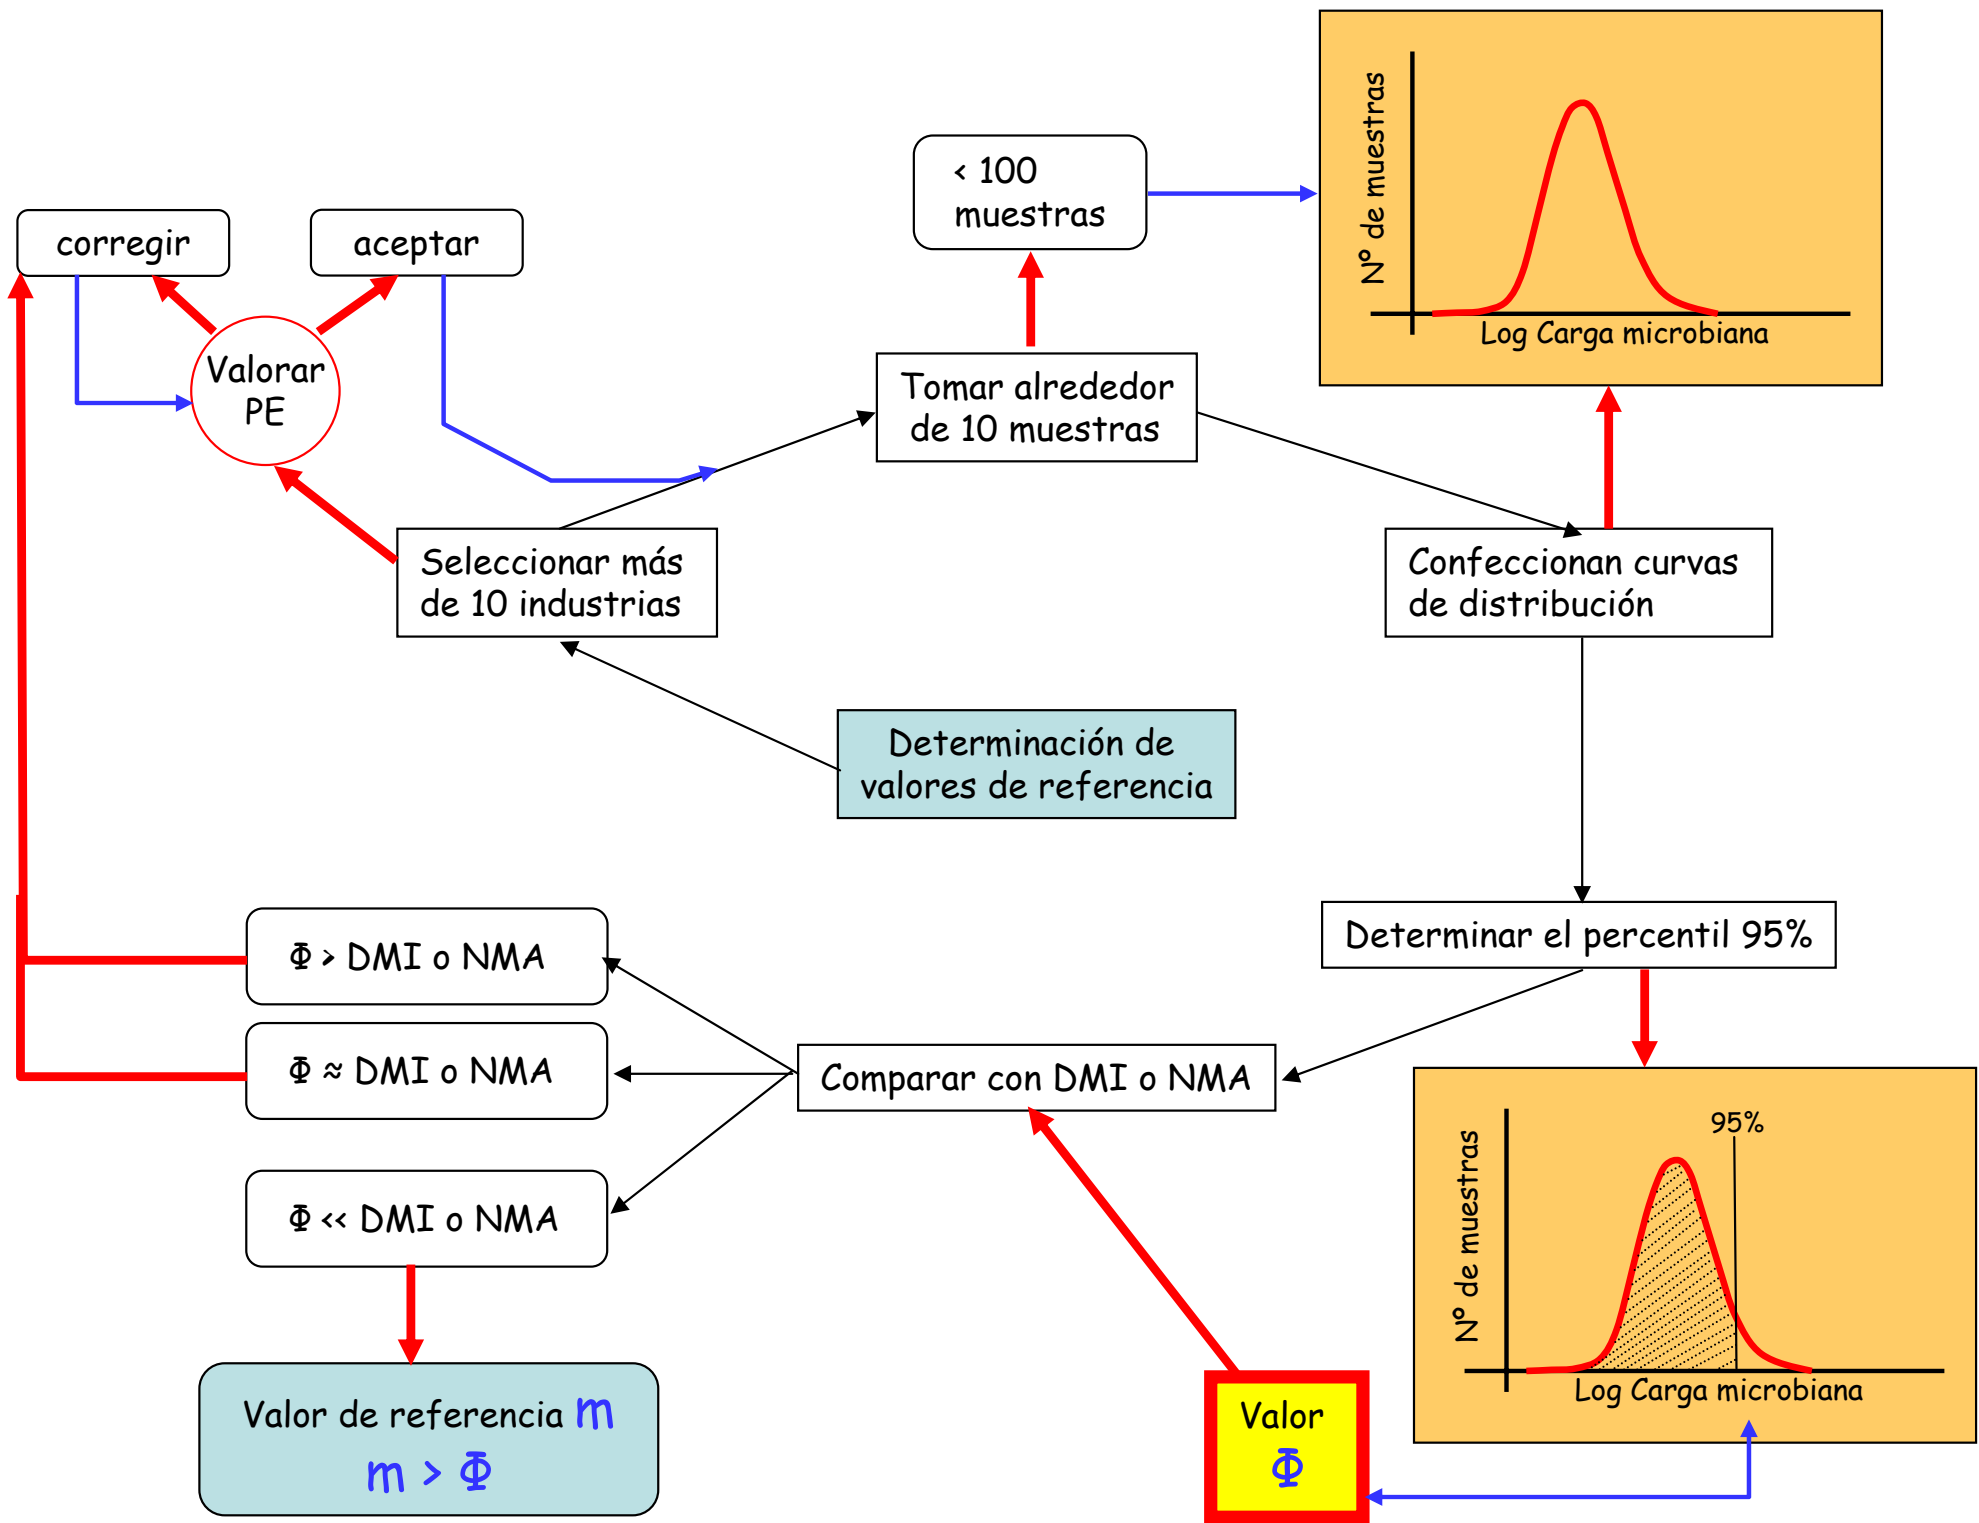 < 100
muestras
Nº de muestras
Log Carga microbiana
corregir
aceptar
Valorar
PE
Tomar alrededor
de 10 muestras
Seleccionar más
de 10 industrias
Confeccionan curvas
de distribución
Determinación de
valores de referencia
Determinar el percentil 95%
Φ > DMI o NMA
Φ ≈ DMI o NMA
Φ << DMI o NMA
Comparar con DMI o NMA
95%
Nº de muestras
Log Carga microbiana
Valor de referencia m
m > Φ
Valor
Φ